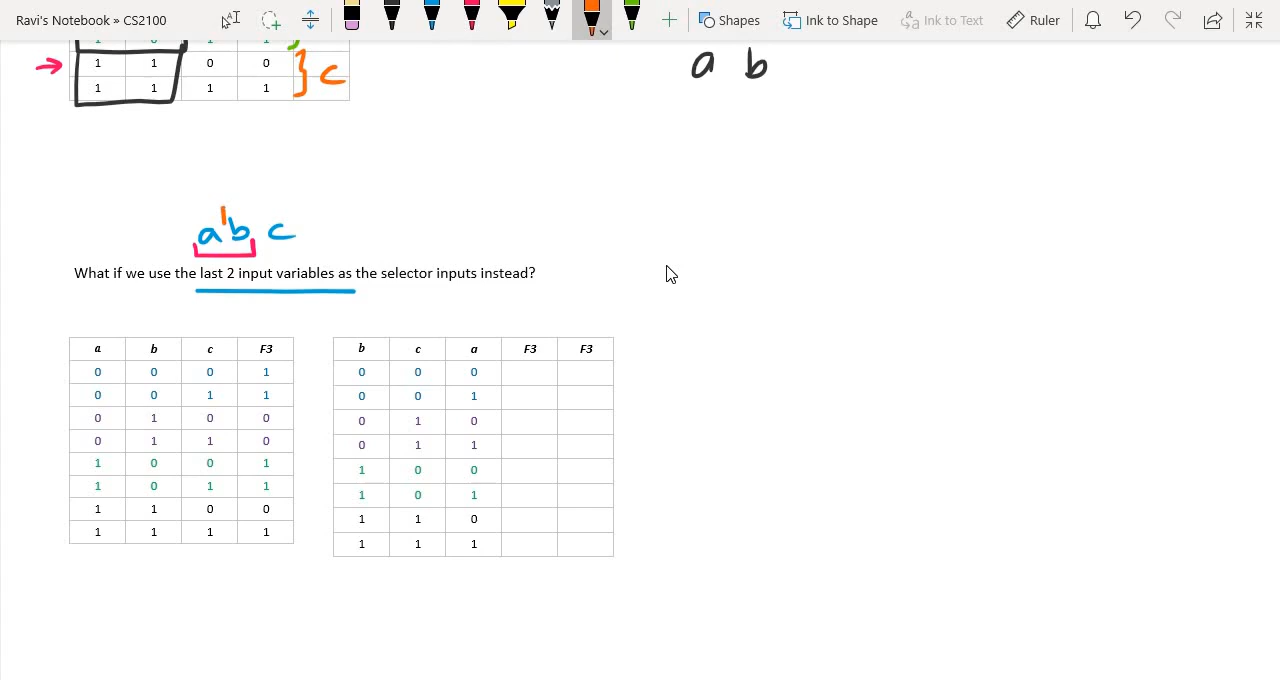 Ravi's Notebook » CS2100 Shapes Ink to Shape Ink to Text Ruler
1 0 1 1
1 1 0 0
1 1 1 1
c
a b
a b c
What if we use the last 2 input variables as the selector inputs instead?
a b c F3
0 0 0 1
0 0 1 1
0 1 0 0
0 1 1 0
1 0 0 1
1 0 1 1
1 1 0 0
1 1 1 1
b c a F3 F3
0 0 0
0 0 1
0 1 0
0 1 1
1 0 0
1 0 1
1 1 0
1 1 1